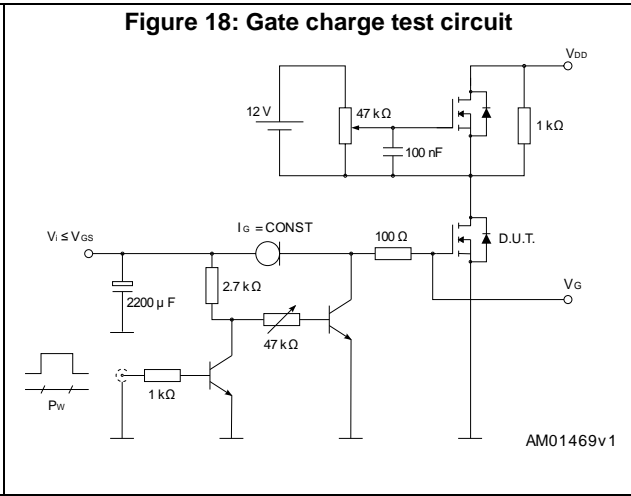 Figure 18: Gate charge test circuit
VDD
12 V
47 kΩ
1 kΩ
100 nF
Vi ≤ VGS
IG = CONST
100 Ω
D.U.T.
2.7 kΩ
VG
2200 μF
47 kΩ
1 kΩ
PW
AM01469v1